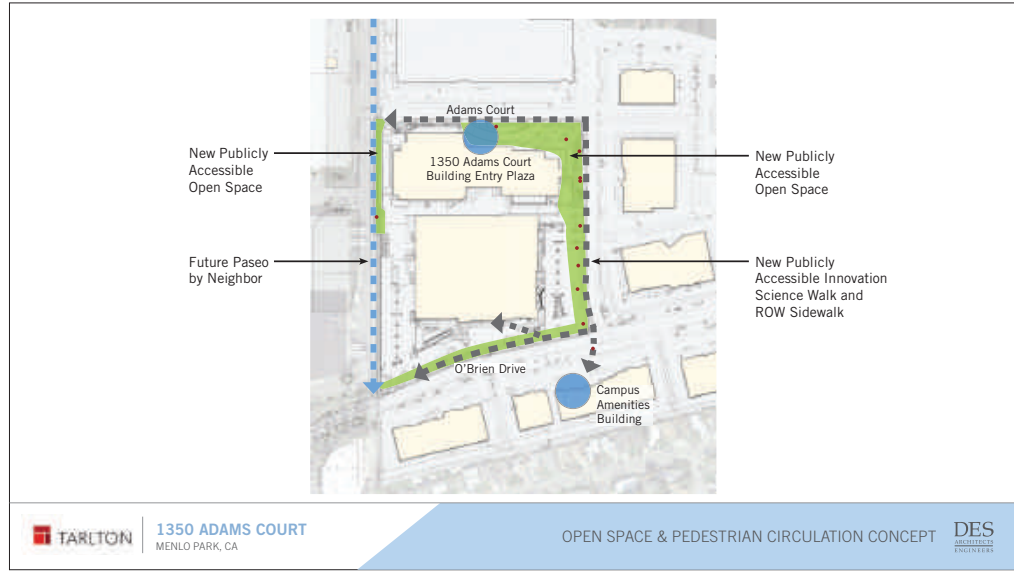 Adams Court
1350 Adams Court
Building Entry Plaza
New Publicly
Accessible
Open Space
New Publicly
Accessible
Open Space
Future Paseo
by Neighbor
New Publicly
Accessible Innovation
Science Walk and
ROW Sidewalk
O'Brien Drive
Campus
Amenities
Building
TARLTON
1350 ADAMS COURT
MENLO PARK, CA
OPEN SPACE & PEDESTRIAN CIRCULATION CONCEPT
DES
ARCHITECTS
ENGINEERS